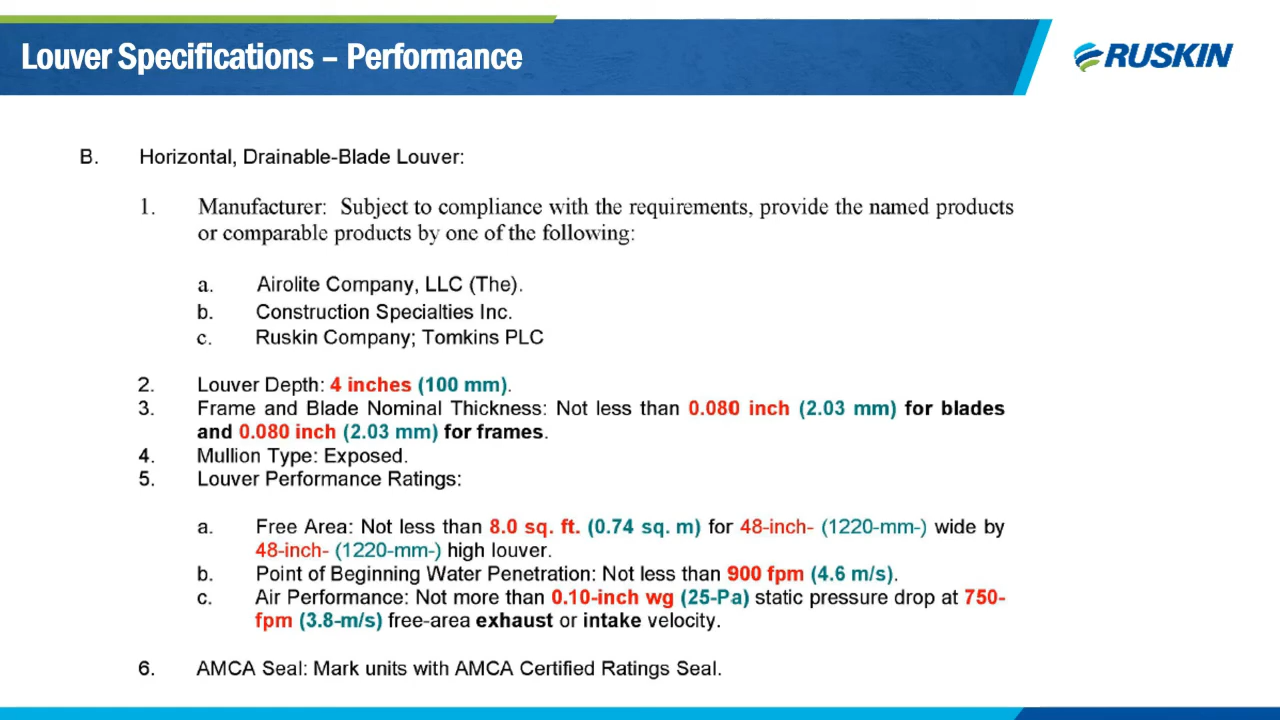 Louver Specifications – Performance
RUSKIN
B. Horizontal, Drainable-Blade Louver:
1. Manufacturer: Subject to compliance with the requirements, provide the named products
or comparable products by one of the following:
a. Airolite Company, LLC (The).
b. Construction Specialties Inc.
c. Ruskin Company; Tomkins PLC
2. Louver Depth: 4 inches (100 mm).
3. Frame and Blade Nominal Thickness: Not less than 0.080 inch (2.03 mm) for blades
and 0.080 inch (2.03 mm) for frames.
4. Mullion Type: Exposed.
5. Louver Performance Ratings:
a. Free Area: Not less than 8.0 sq. ft. (0.74 sq. m) for 48-inch- (1220-mm-) wide by
48-inch- (1220-mm-) high louver.
b. Point of Beginning Water Penetration: Not less than 900 fpm (4.6 m/s).
c. Air Performance: Not more than 0.10-inch wg (25-Pa) static pressure drop at 750-
fpm (3.8-m/s) free-area exhaust or intake velocity.
6. AMCA Seal: Mark units with AMCA Certified Ratings Seal.